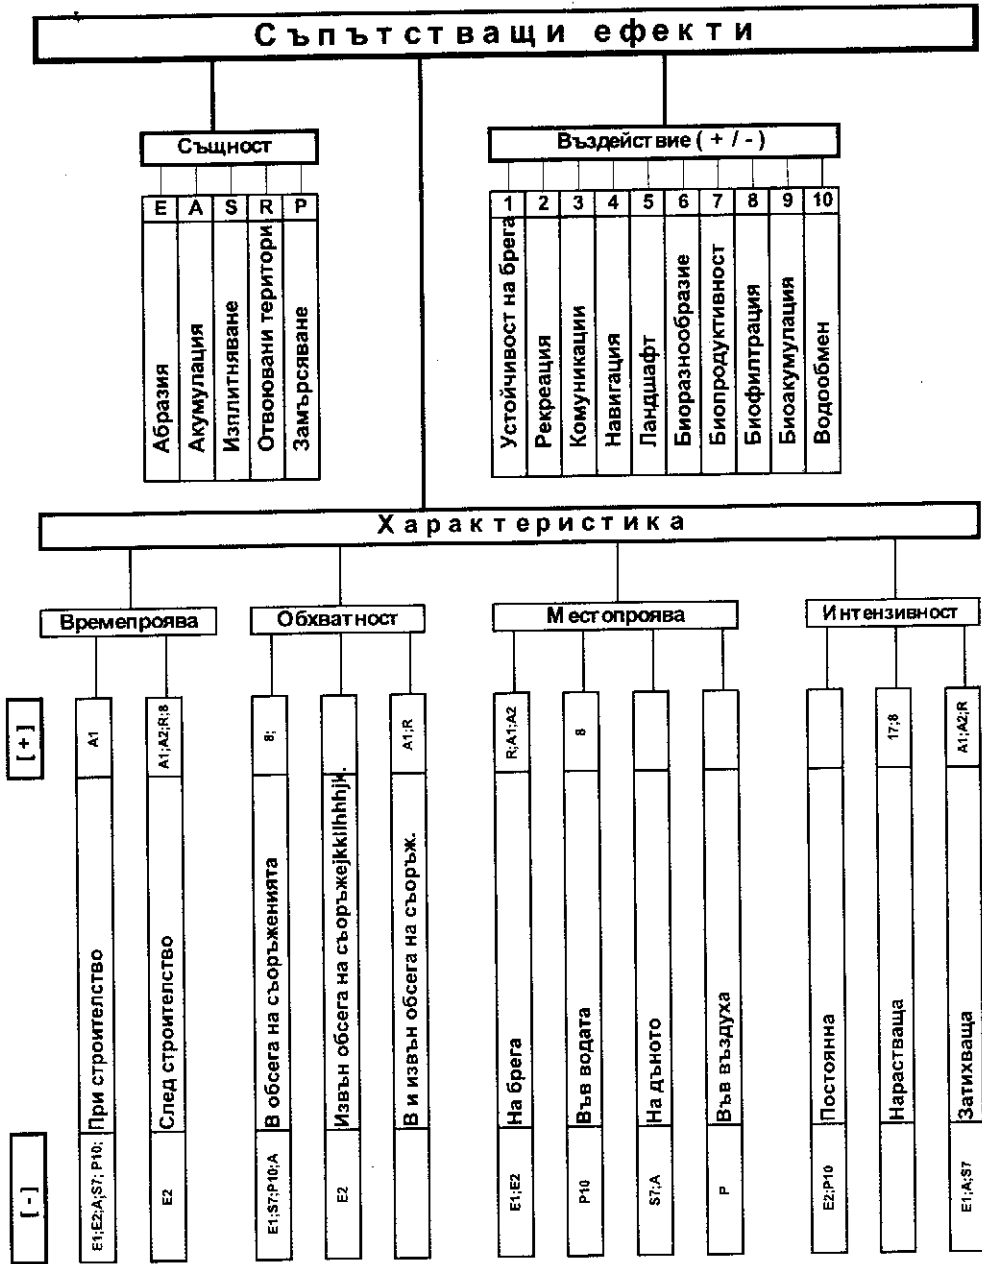 Съпътстващи ефекти
Същност
Въздействие ( + / - )
E
A
S
R
P
Абразия
Акумулация
Изплитняване
Отвоювани територи
Замърсяване
1
2
3
4
5
6
7
8
9
10
Устойчивост на брега
Рекреация
Комуникации
Навигация
Ландшафт
Биоразнообразие
Биопродуктивност
Биофилтрация
Биоакумулация
Водообмен
Характеристика
Времепроява
Обхватност
Местопроява
Интензивност
[ + ]
A1
A1;A2;R;8
8;
A1;R
R;A1;A2
8
17;8
A1;A2;R
При строителство
След строителство
В обсега на съоръженията
Извън обсега на съоръжejkkilhhhjk.
В и извън обсега на съоръж.
На брега
Във водата
На дъното
Във въздуха
Постоянна
Нарастваща
Затихваща
[ - ]
E1;E2;A;S7; P10;
E2
E1;S7;P10;A
E2
E1;E2
P10
S7;A
P
E2;P10
E1;A;S7